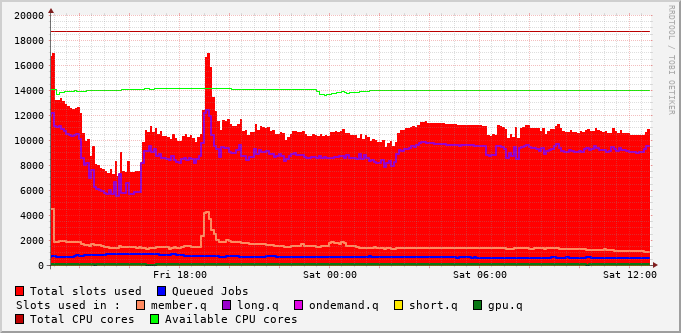 20000
18000
16000
14000
12000
10000
8000
6000
4000
2000
0
Fri 18:00 Sat 00:00 Sat 06:00 Sat 12:00
Total slots used Queued Jobs
Slots used in : member.q long.q ondemand.q short.q gpu.q
Total CPU cores Available CPU cores
RRDTOOL / TOBI OETIKER